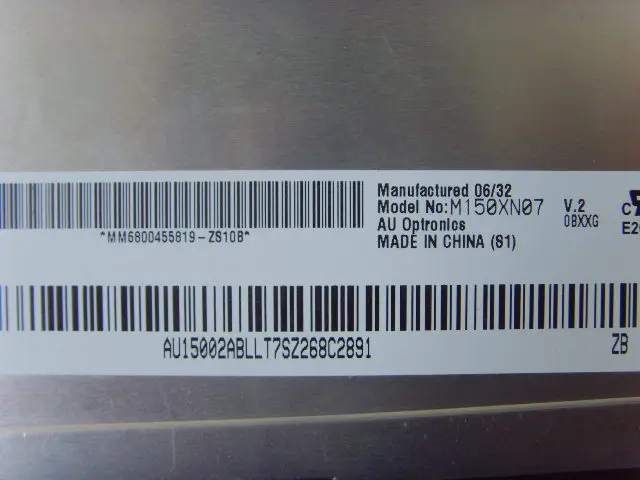 Manufactured 06/32
Model No:M150XN07 V.2
0BXXG
AU Optronics
MADE IN CHINA (S1)
*MM6800455819-ZS10B*
AU15002ABLLT7SZ268C2891 ZB